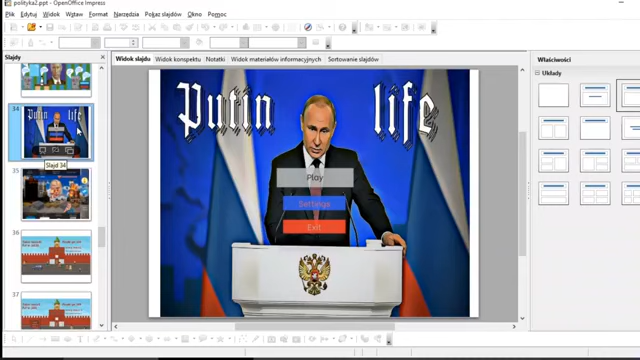 polityka2.ppt - OpenOffice Impress
Plik Edytuj Widok Wstaw Format Narzędzia Pokaz slajdów Okno Pomoc
Slajdy
Widok slajdu Widok konspektu Notatki Widok materiałów informacyjnych Sortowanie slajdów
Właściwości
Układy
34
Putin life
Slajd 34
35
36
37
Putin life
Play
Settings
Exit